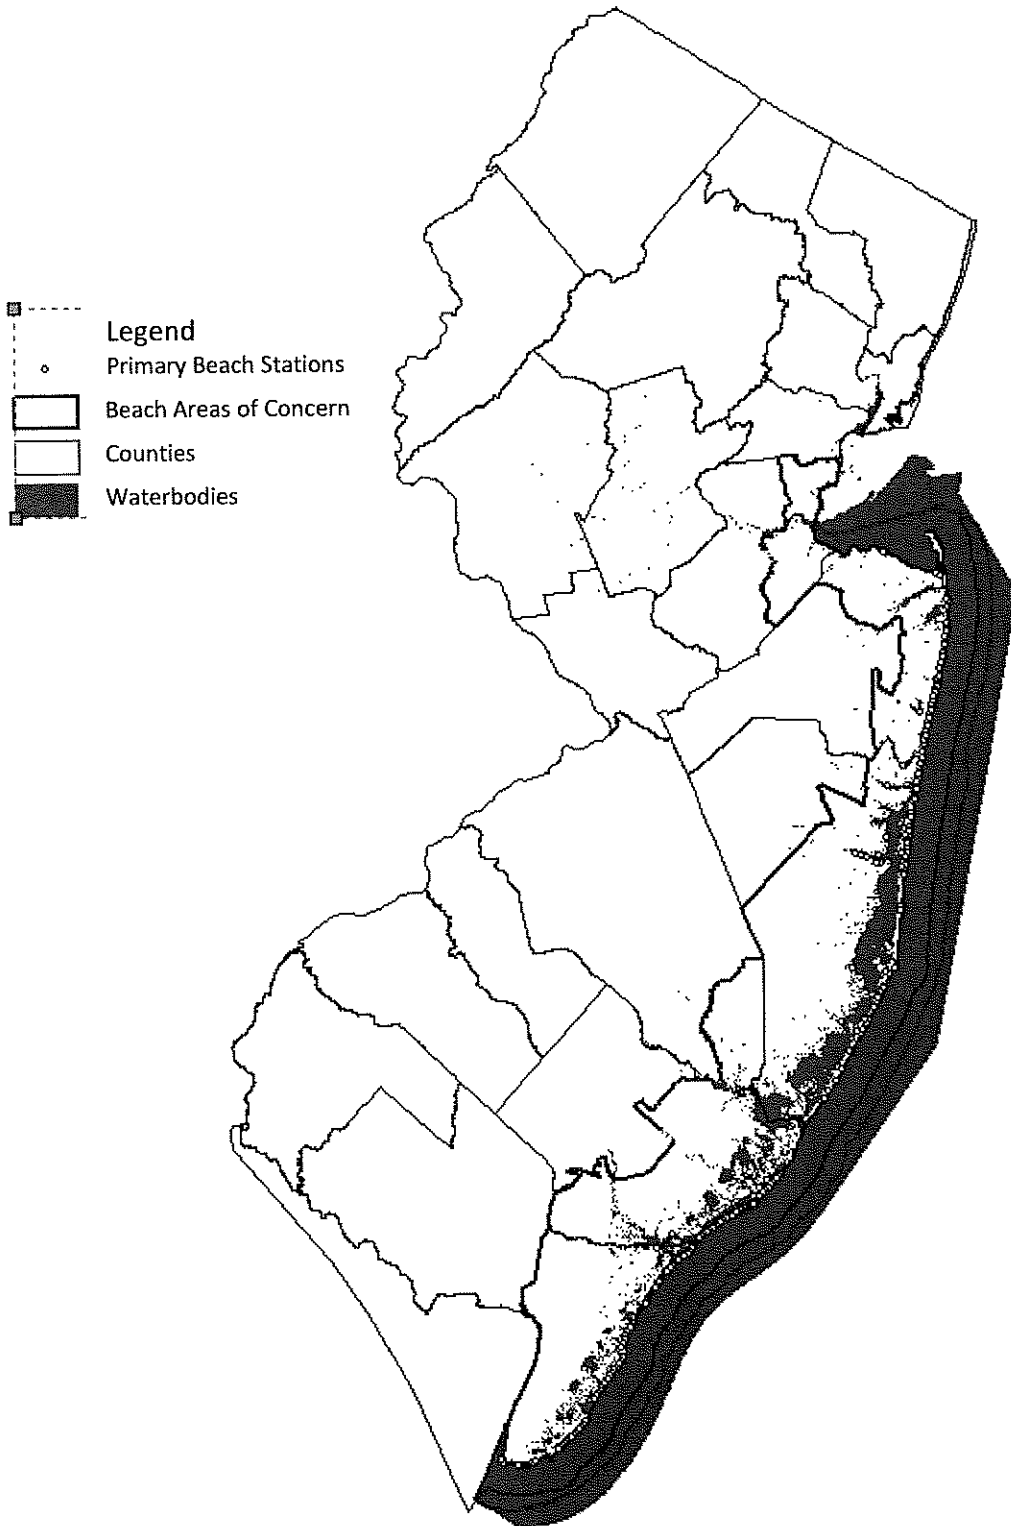 Legend
Primary Beach Stations
Beach Areas of Concern
Counties
Waterbodies